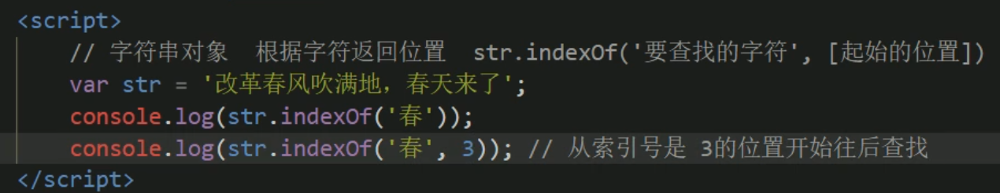 <script>
// 字符串对象  根据字符返回位置  str.indexOf('要查找的字符', [起始的位置])
var str = '改革春风吹满地，春天来了';
console.log(str.indexOf('春'));
console.log(str.indexOf('春', 3)); // 从索引号是 3的位置开始往后查找
</script>